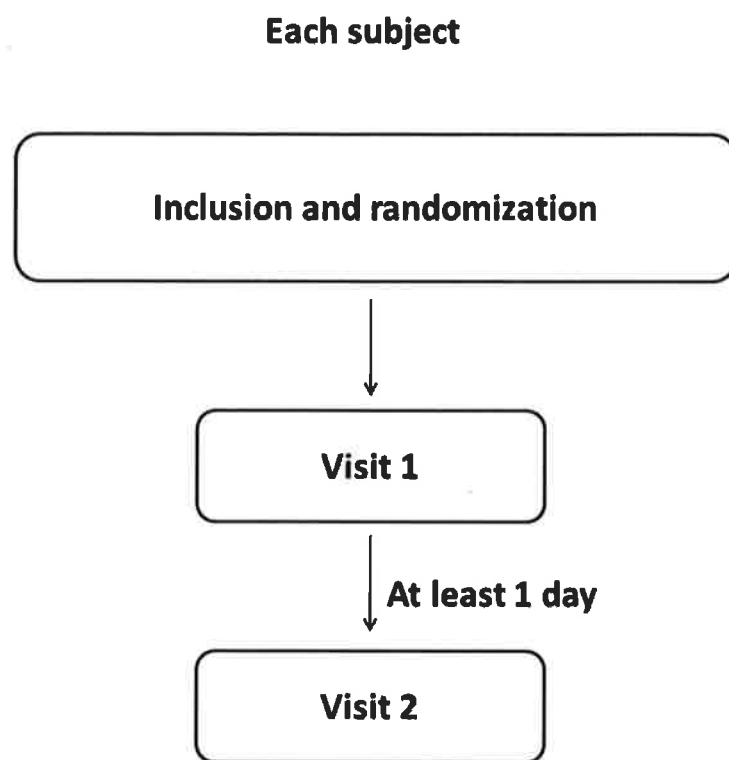 Each subject
Inclusion and randomization
Visit 1
At least 1 day
Visit 2